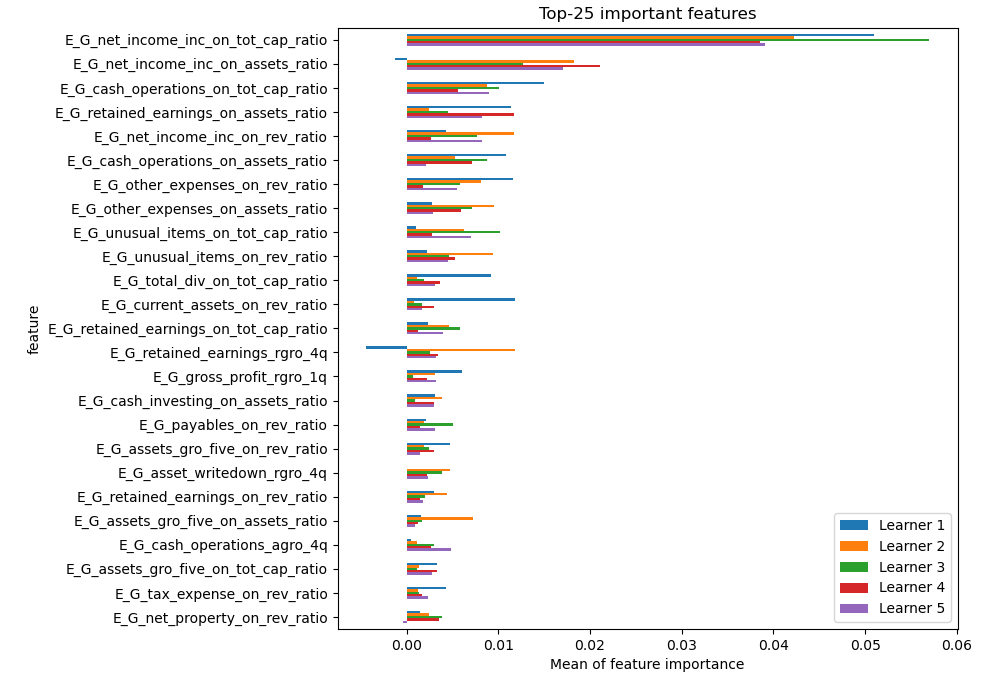 Top-25 important features
E_G_net_income_inc_on_tot_cap_ratio
E_G_net_income_inc_on_assets_ratio
E_G_cash_operations_on_tot_cap_ratio
E_G_retained_earnings_on_assets_ratio
E_G_net_income_inc_on_rev_ratio
E_G_cash_operations_on_assets_ratio
E_G_other_expenses_on_rev_ratio
E_G_other_expenses_on_assets_ratio
E_G_unusual_items_on_tot_cap_ratio
E_G_unusual_items_on_rev_ratio
E_G_total_div_on_tot_cap_ratio
E_G_current_assets_on_rev_ratio
E_G_retained_earnings_on_tot_cap_ratio
E_G_retained_earnings_rgro_4q
E_G_gross_profit_rgro_1q
E_G_cash_investing_on_assets_ratio
E_G_payables_on_rev_ratio
E_G_assets_gro_five_on_rev_ratio
E_G_asset_writedown_rgro_4q
E_G_retained_earnings_on_rev_ratio
E_G_assets_gro_five_on_assets_ratio
E_G_cash_operations_agro_4q
E_G_assets_gro_five_on_tot_cap_ratio
E_G_tax_expense_on_rev_ratio
E_G_net_property_on_rev_ratio
feature
Learner 1
Learner 2
Learner 3
Learner 4
Learner 5
0.00 0.01 0.02 0.03 0.04 0.05 0.06
Mean of feature importance